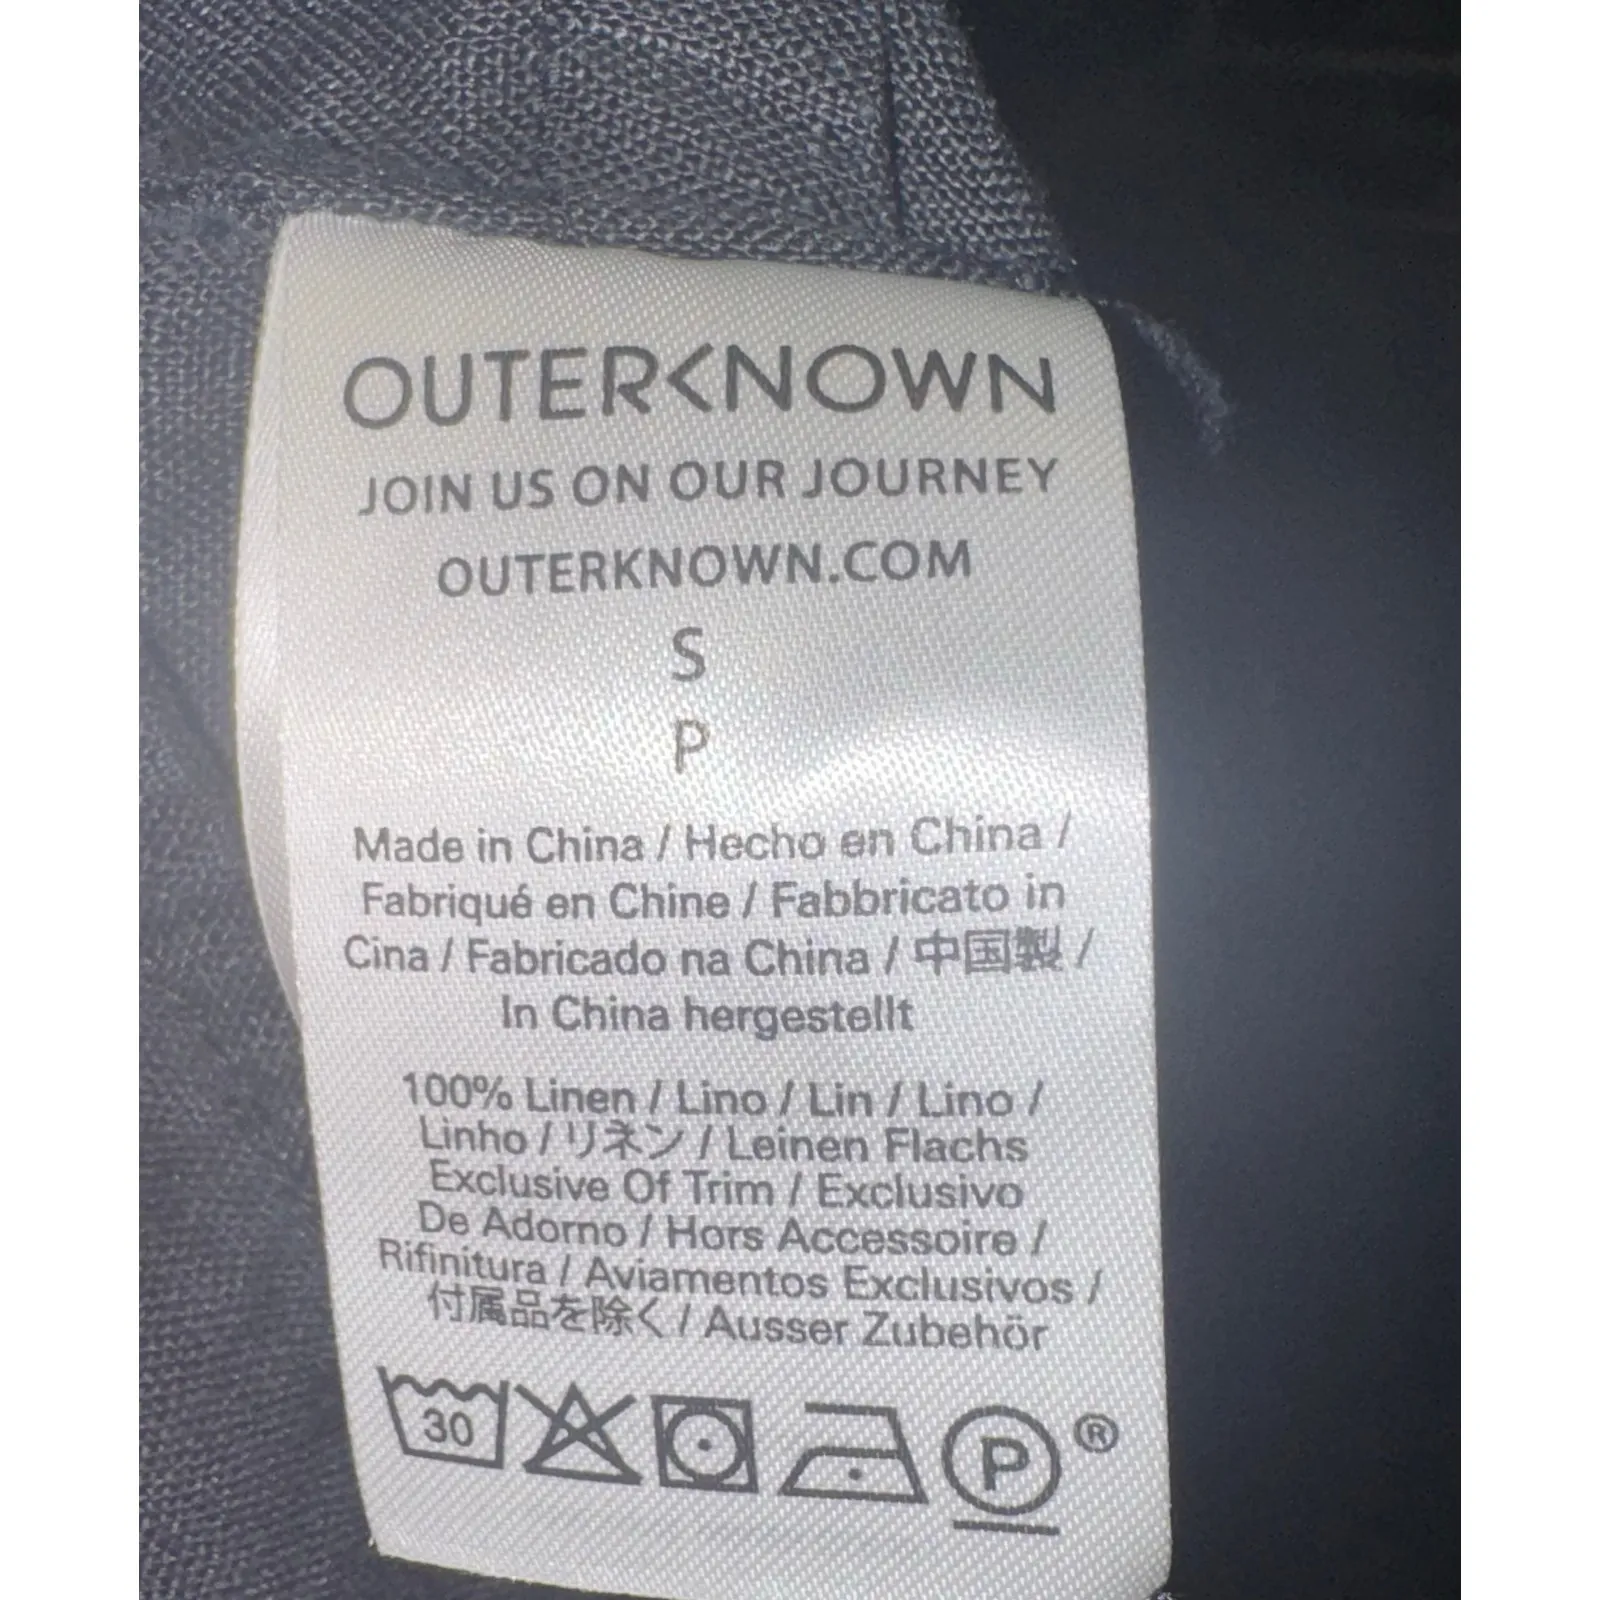 OUTERKNOWN
JOIN US ON OUR JOURNEY
OUTERKNOWN.COM
S
P
Made in China / Hecho en China /
Fabriqué en Chine / Fabbricato in
Cina / Fabricado na China / 中国製 /
In China hergestellt
100% Linen / Lino / Lin / Lino /
Linho / リネン / Leinen Flachs
Exclusive Of Trim / Exclusivo
De Adorno / Hors Accessoire /
Rifinitura / Aviamentos Exclusivos /
付属品を除く / Ausser Zubehör
30 P ®